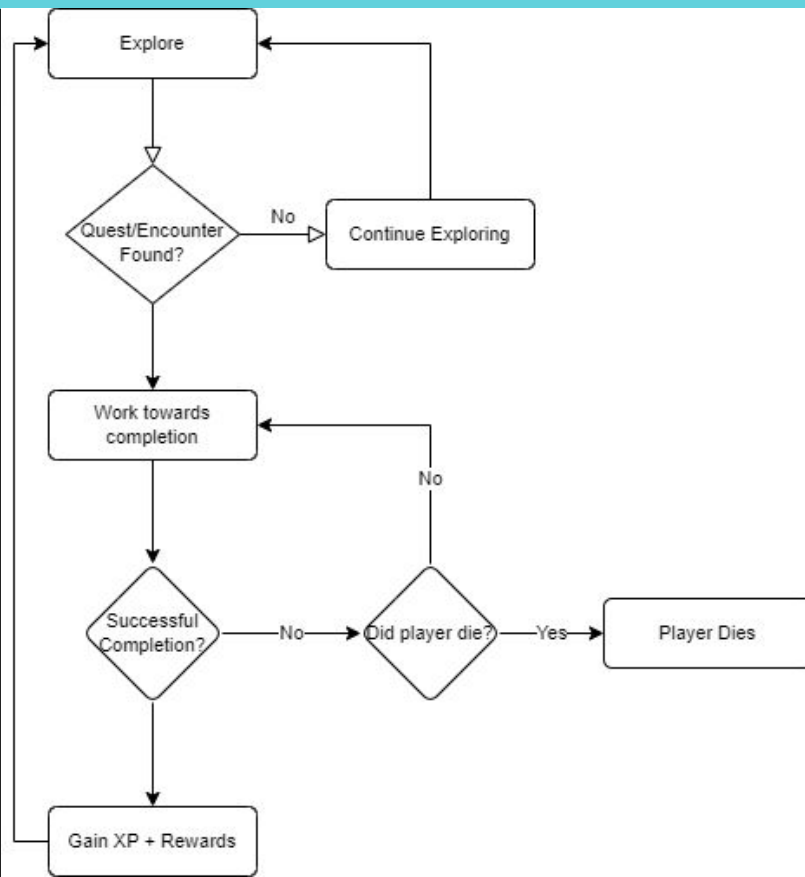 Explore
Quest/Encounter
Found?
No
Continue Exploring
Work towards
completion
No
Successful
Completion?
No
Did player die?
Yes
Player Dies
Gain XP + Rewards